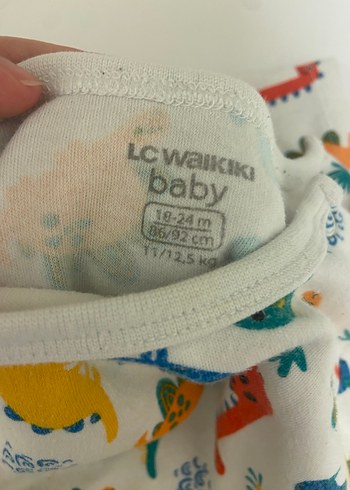 LC WAIKIKI
baby
18-24 m
86/92 cm
11/12,5 kg